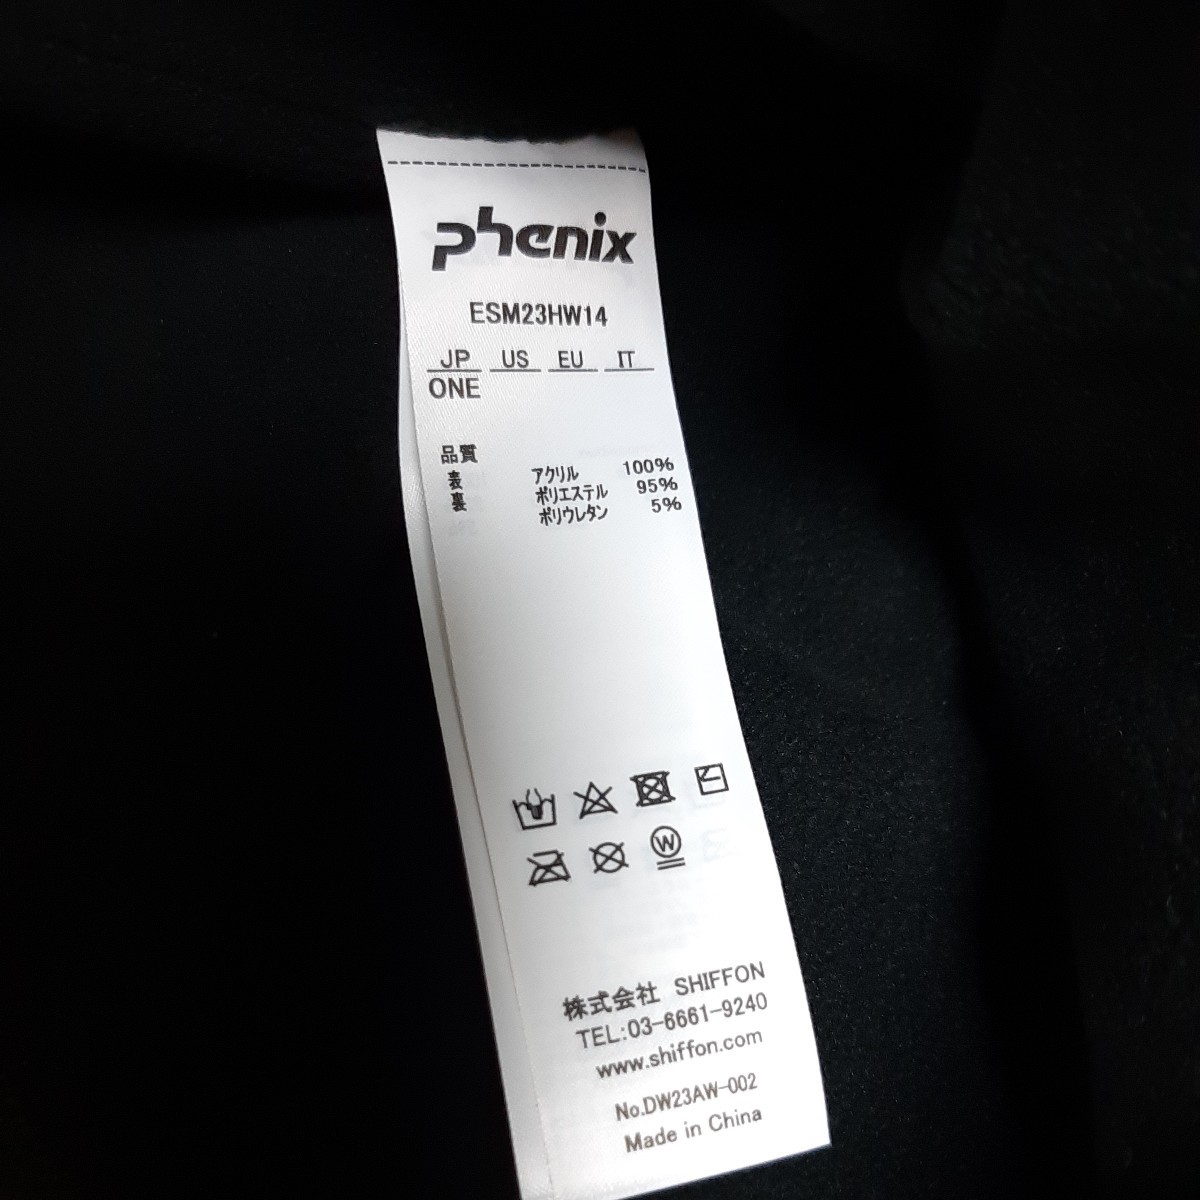 phenix
ESM23HW14
JP US EU IT
ONE
品質
表 アクリル 100%
裏 ポリエステル 95%
ポリウレタン 5%
W
株式会社 SHIFFON
TEL:03-6661-9240
www.shiffon.com
No.DW23AW-002
Made in China